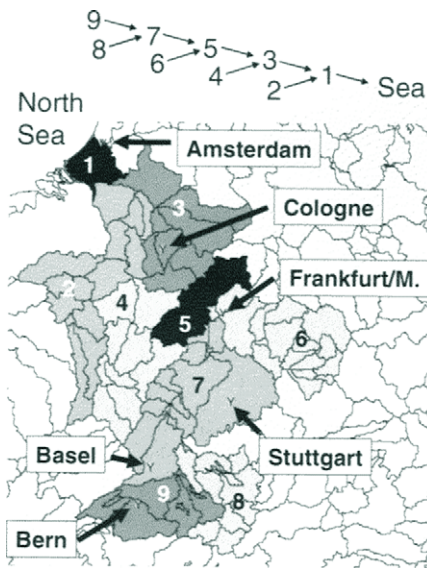 9
8
7
6
5
4
3
2
1
Sea
North
Sea
Amsterdam
1
3
Cologne
Frankfurt/M.
2
4
5
6
7
Basel
Stuttgart
9
8
Bern